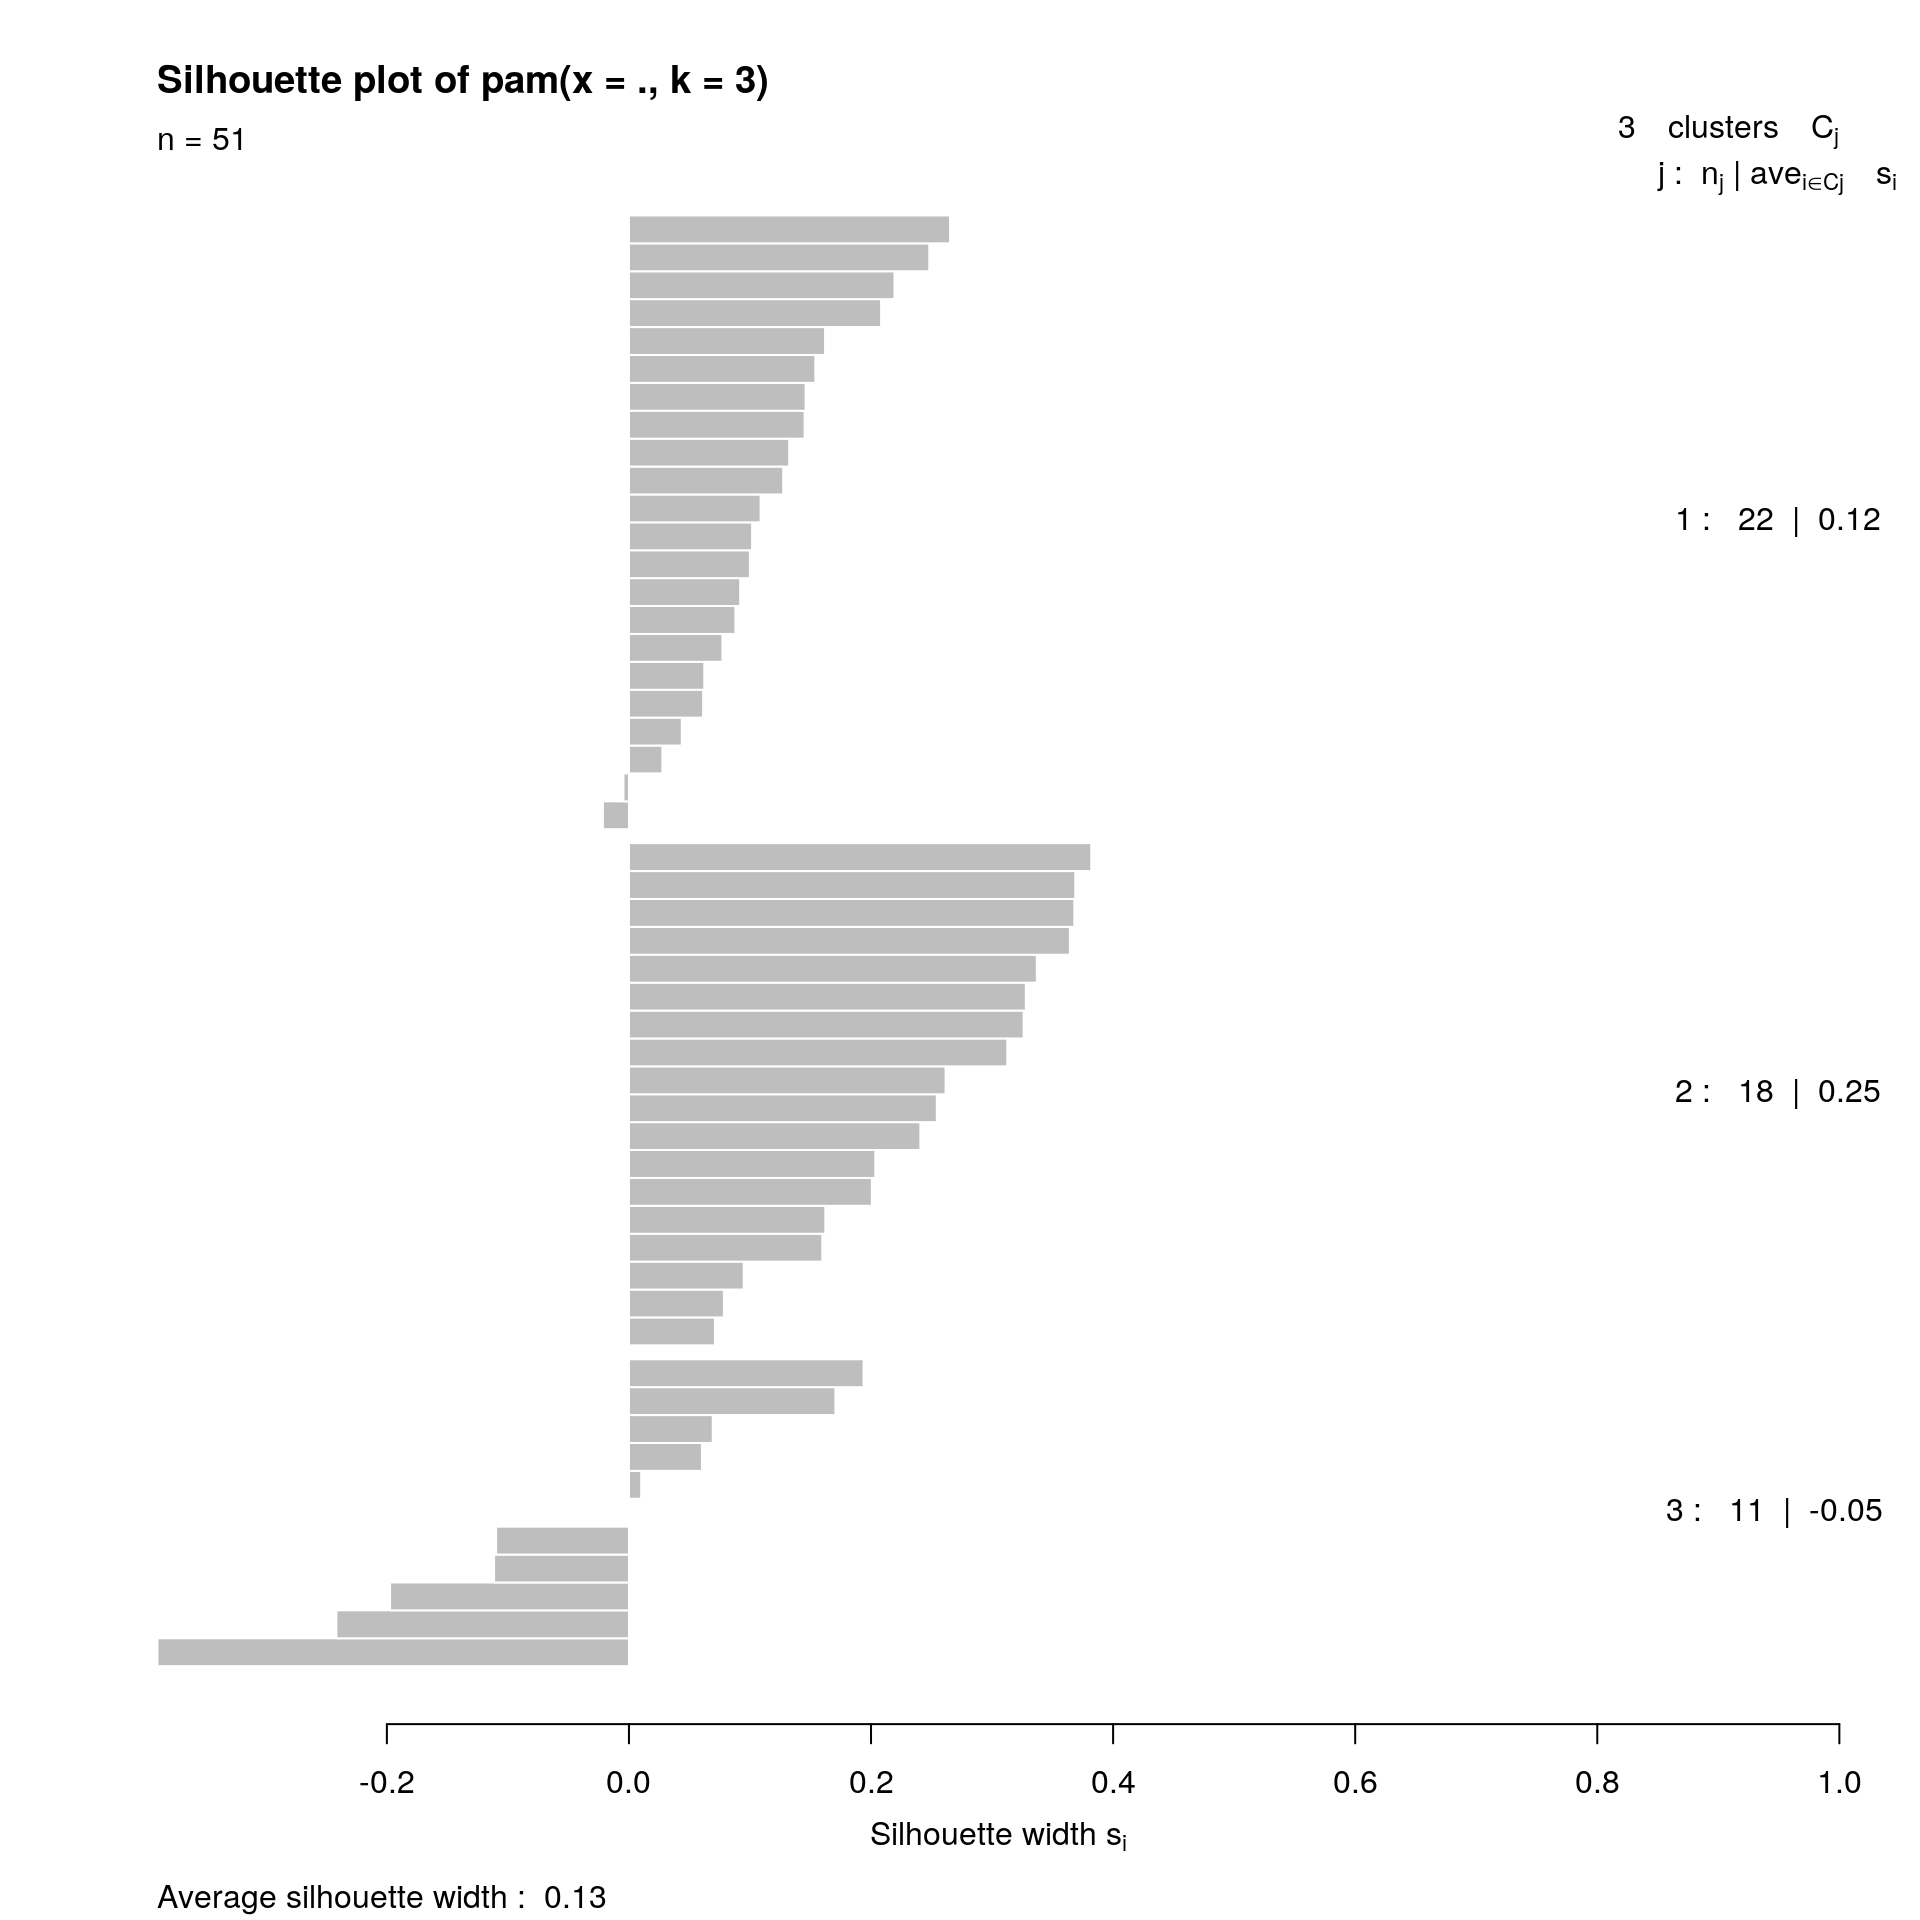 Silhouette plot of pam(x = ., k = 3)
n = 51
3 clusters Cj
j : nj | avei∈Cj si
1 : 22 | 0.12
2 : 18 | 0.25
3 : 11 | -0.05
-0.2 0.0 0.2 0.4 0.6 0.8 1.0
Silhouette width si
Average silhouette width : 0.13